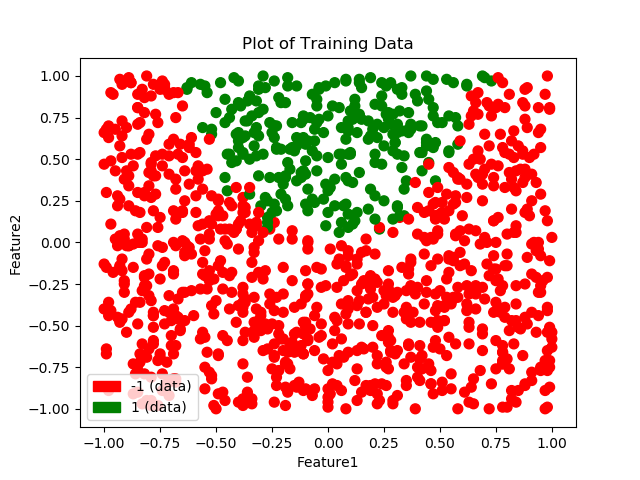 Plot of Training Data
Feature2
1.00
0.75
0.50
0.25
0.00
−0.25
−0.50
−0.75
−1.00
-1 (data)
1 (data)
−1.00 −0.75 −0.50 −0.25 0.00 0.25 0.50 0.75 1.00
Feature1